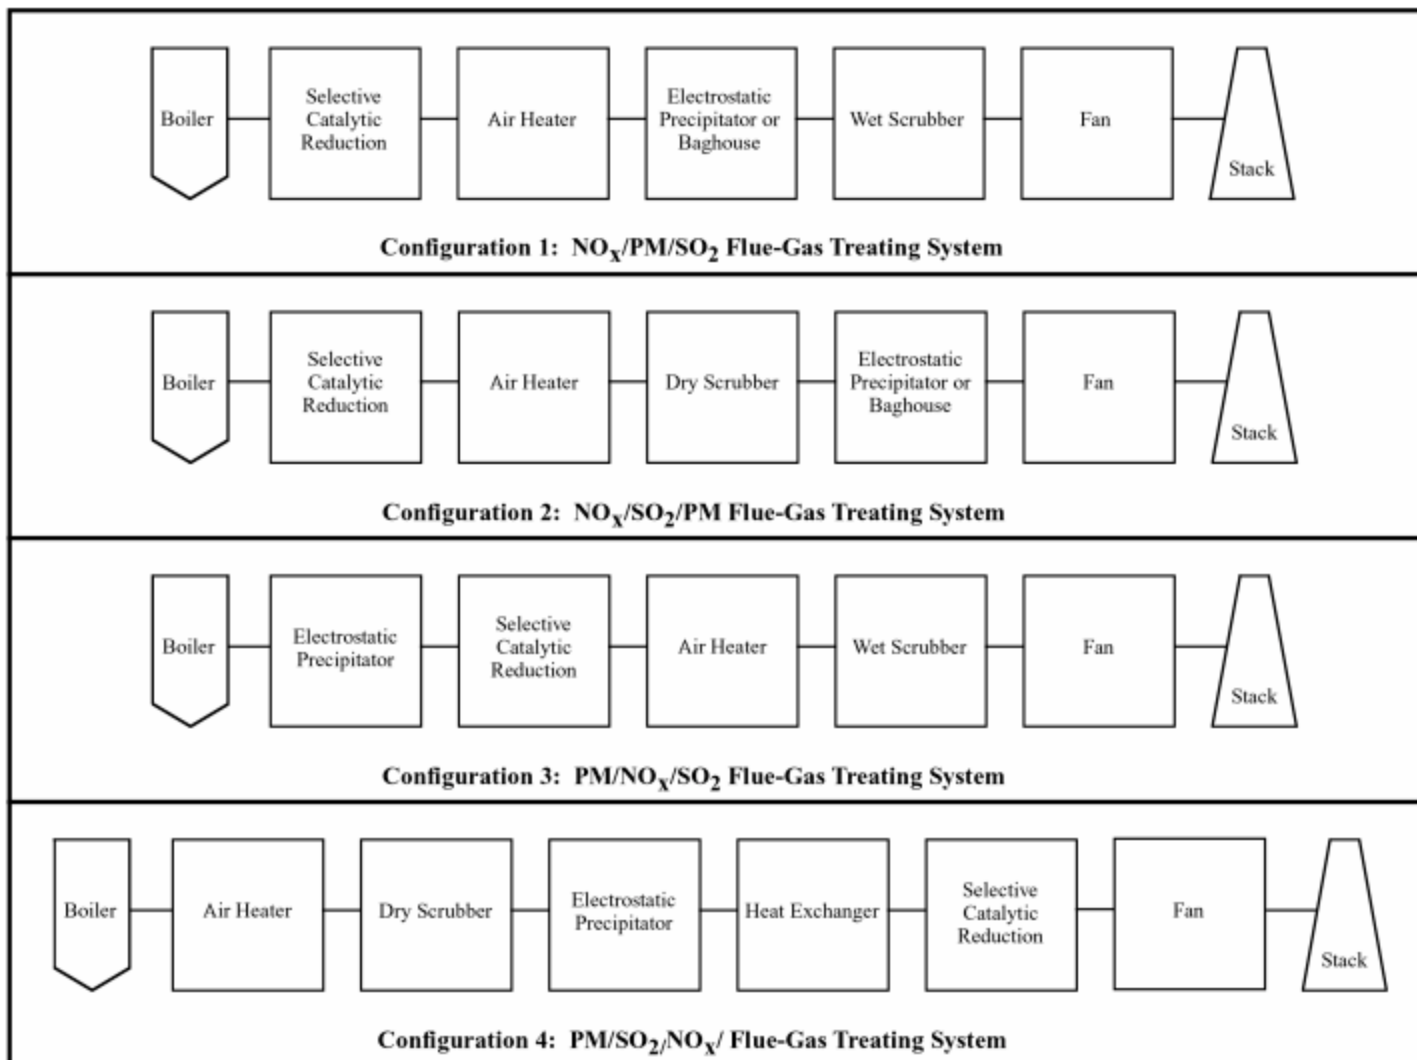 Boiler
Selective
Catalytic
Reduction
Air Heater
Electrostatic
Precipitator or
Baghouse
Wet Scrubber
Fan
Stack
Configuration 1: NOx/PM/SO2 Flue-Gas Treating System
Boiler
Selective
Catalytic
Reduction
Air Heater
Dry Scrubber
Electrostatic
Precipitator or
Baghouse
Fan
Stack
Configuration 2: NOx/SO2/PM Flue-Gas Treating System
Boiler
Electrostatic
Precipitator
Selective
Catalytic
Reduction
Air Heater
Wet Scrubber
Fan
Stack
Configuration 3: PM/NOx/SO2 Flue-Gas Treating System
Boiler
Air Heater
Dry Scrubber
Electrostatic
Precipitator
Heat Exchanger
Selective
Catalytic
Reduction
Fan
Stack
Configuration 4: PM/SO2/NOx/ Flue-Gas Treating System